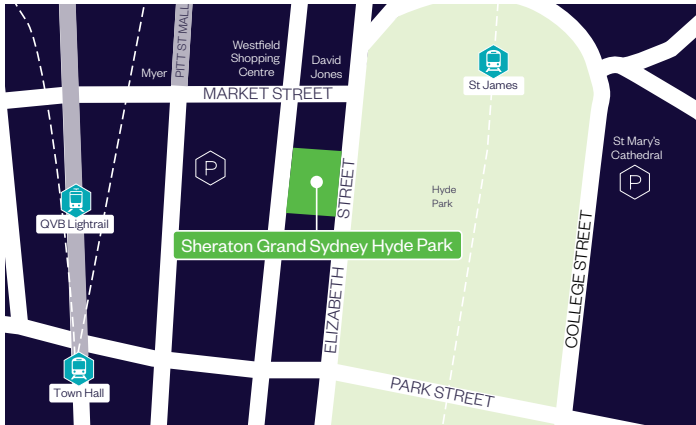 PITT ST MALL
Myer
Westfield
Shopping
Centre
David
Jones
St James
MARKET STREET
St Mary's
Cathedral
P
P
Hyde
Park
QVB Lightrail
ELIZABETH STREET
Sheraton Grand Sydney Hyde Park
COLLEGE STREET
Town Hall
PARK STREET